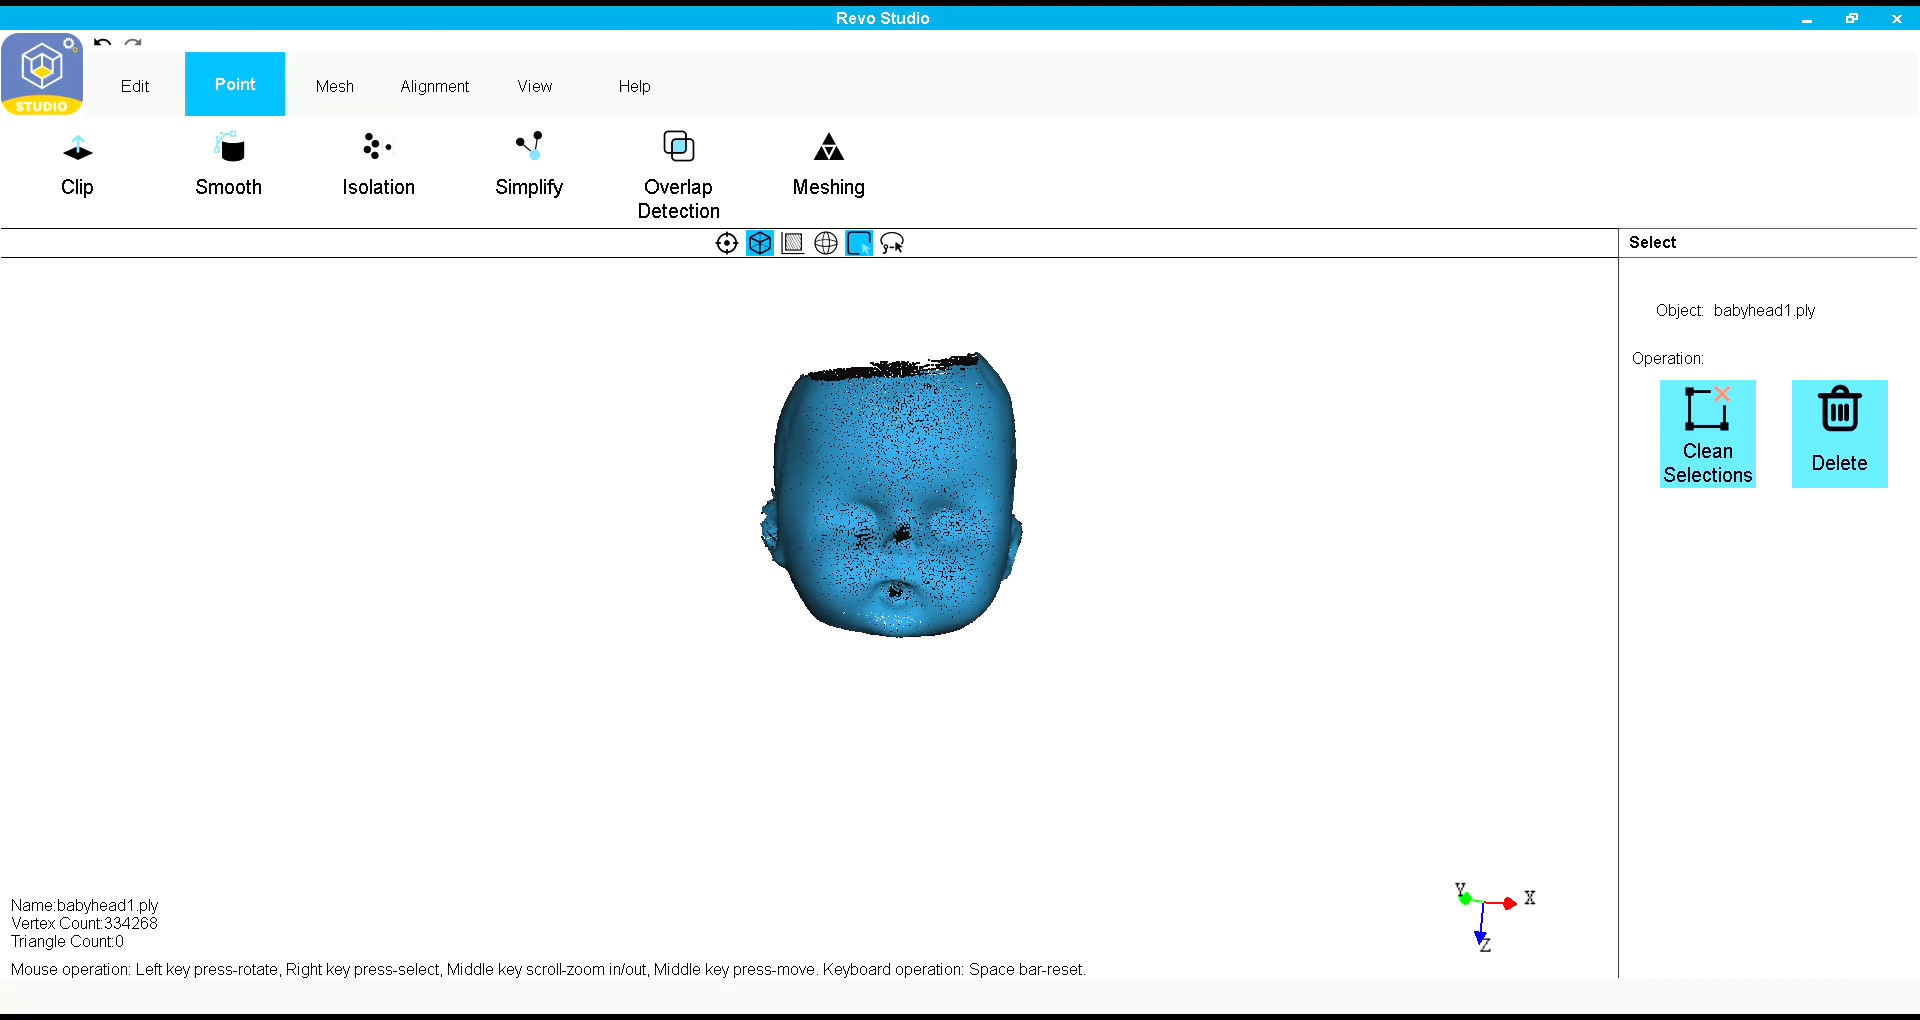 Revo Studio
STUDIO
Edit Point Mesh Alignment View Help
Clip Smooth Isolation Simplify Overlap Detection Meshing
Select
Object: babyhead1.ply
Operation:
Clean Selections
Delete
Y
X
Z
Name:babyhead1.ply
Vertex Count:334268
Triangle Count:0
Mouse operation: Left key press-rotate, Right key press-select, Middle key scroll-zoom in/out, Middle key press-move. Keyboard operation: Space bar-reset.